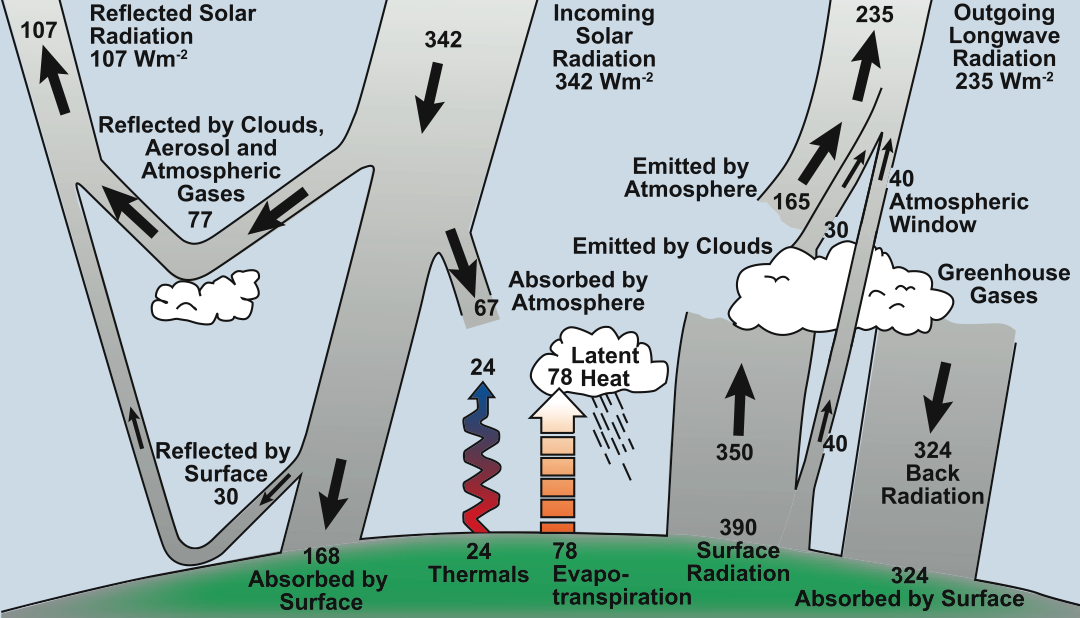 107
Reflected Solar
Radiation
107 Wm-2
342
Incoming
Solar
Radiation
342 Wm-2
235
Outgoing
Longwave
Radiation
235 Wm-2
Reflected by Clouds,
Aerosol and
Atmospheric
Gases
77
Emitted by
Atmosphere
165
40
Atmospheric
Window
30
Emitted by Clouds
Absorbed by
Atmosphere
67
Greenhouse
Gases
24
Latent
78 Heat
Reflected by
Surface
30
350
40
324
Back
Radiation
168
Absorbed by
Surface
24
Thermals
78
Evapo-
transpiration
390
Surface
Radiation
324
Absorbed by Surface